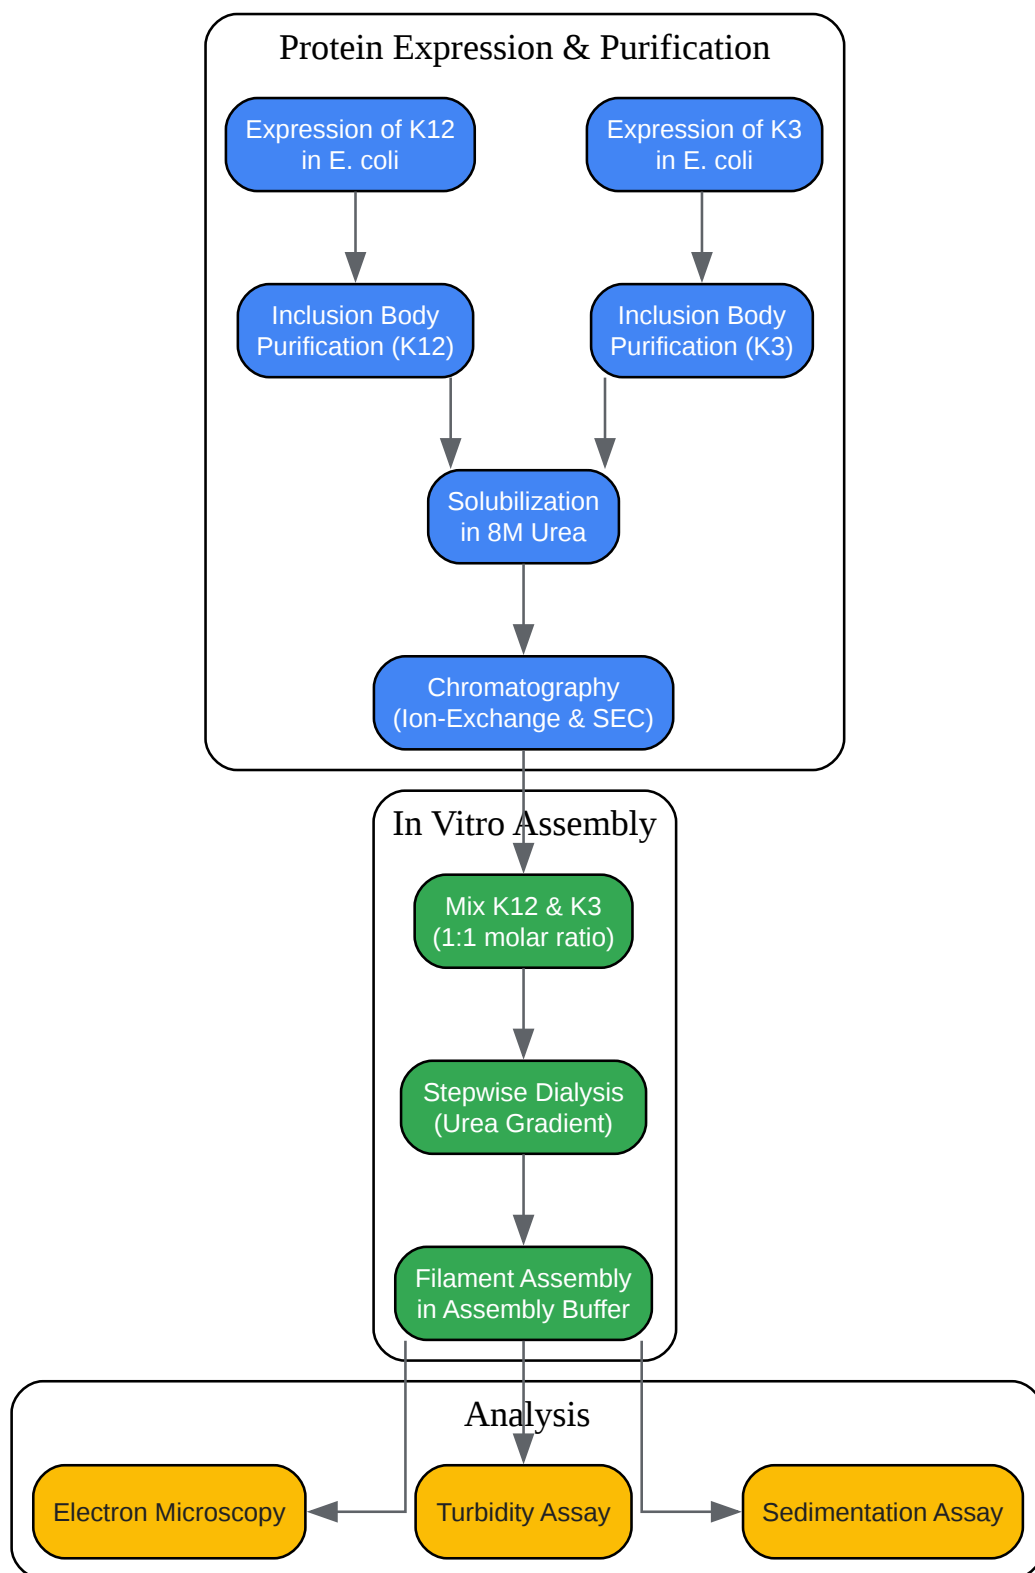 Protein Expression & Purification
Expression of K12
in E. coli
Expression of K3
in E. coli
Inclusion Body
Purification (K12)
Inclusion Body
Purification (K3)
Solubilization
in 8M Urea
Chromatography
(Ion-Exchange & SEC)
In Vitro Assembly
Mix K12 & K3
(1:1 molar ratio)
Stepwise Dialysis
(Urea Gradient)
Filament Assembly
in Assembly Buffer
Analysis
Electron Microscopy
Turbidity Assay
Sedimentation Assay